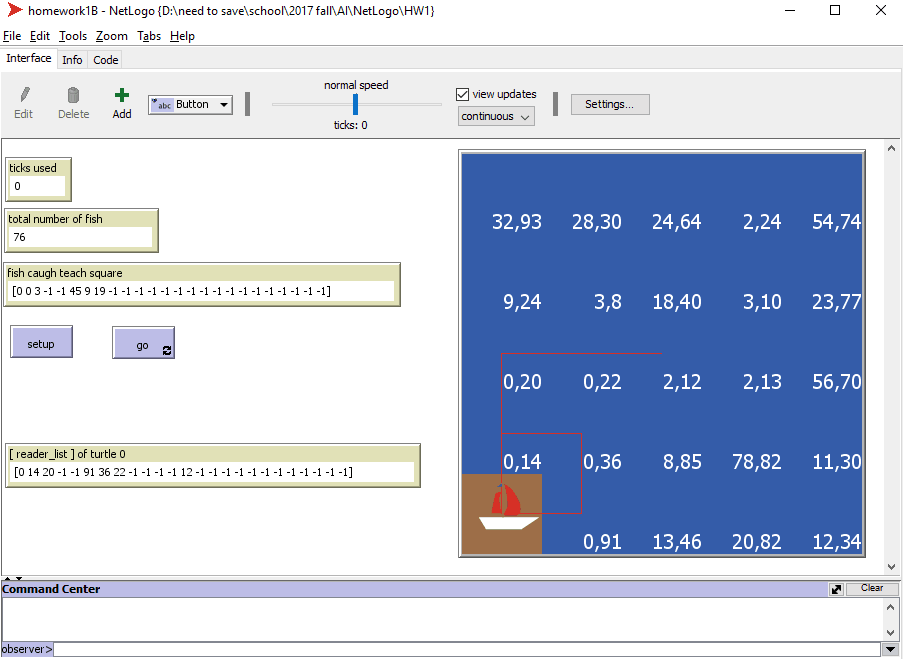 homework1B - NetLogo {D:\need to save\school\2017 fall\AI\NetLogo\HW1}
File Edit Tools Zoom Tabs Help
Interface Info Code
Edit Delete Add abc Button normal speed view updates Settings...
ticks: 0 continuous
ticks used
0
total number of fish
76
fish caugh teach square
[0 0 3 -1 -1 45 9 19 -1 -1 -1 -1 -1 -1 -1 -1 -1 -1 -1 -1 -1 -1 -1 -1 -1]
setup go
[ reader_list ] of turtle 0
[0 14 20 -1 -1 91 36 22 -1 -1 -1 -1 12 -1 -1 -1 -1 -1 -1 -1 -1 -1 -1 -1 -1]
32,93 28,30 24,64 2,24 54,74
9,24 3,8 18,40 3,10 23,77
0,20 0,22 2,12 2,13 56,70
0,14 0,36 8,85 78,82 11,30
0,91 13,46 20,82 12,34
Command Center Clear
observer>